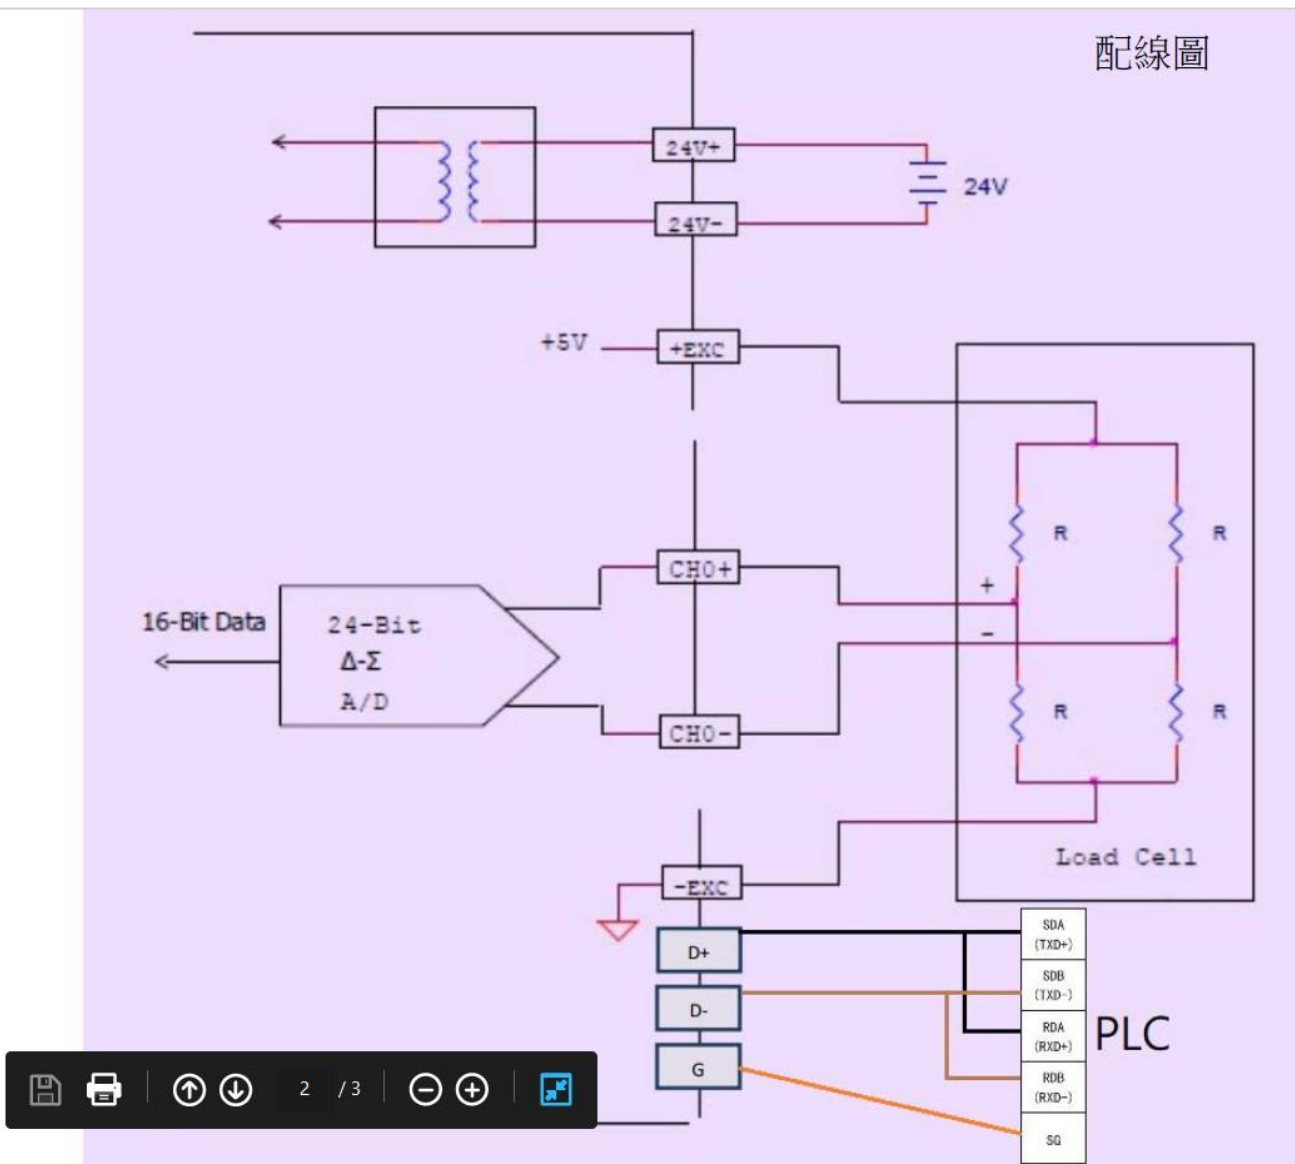 配線圖
24V+
24V
24V-
+5V
+EXC
R
R
CH0+
+
16-Bit Data
24-Bit
Δ-Σ
A/D
-
R
R
CH0-
Load Cell
-EXC
D+
SDA
(TXD+)
SDB
(TXD-)
D-
RDA
(RXD+)
PLC
G
RDB
(RXD-)
SG
2 / 3